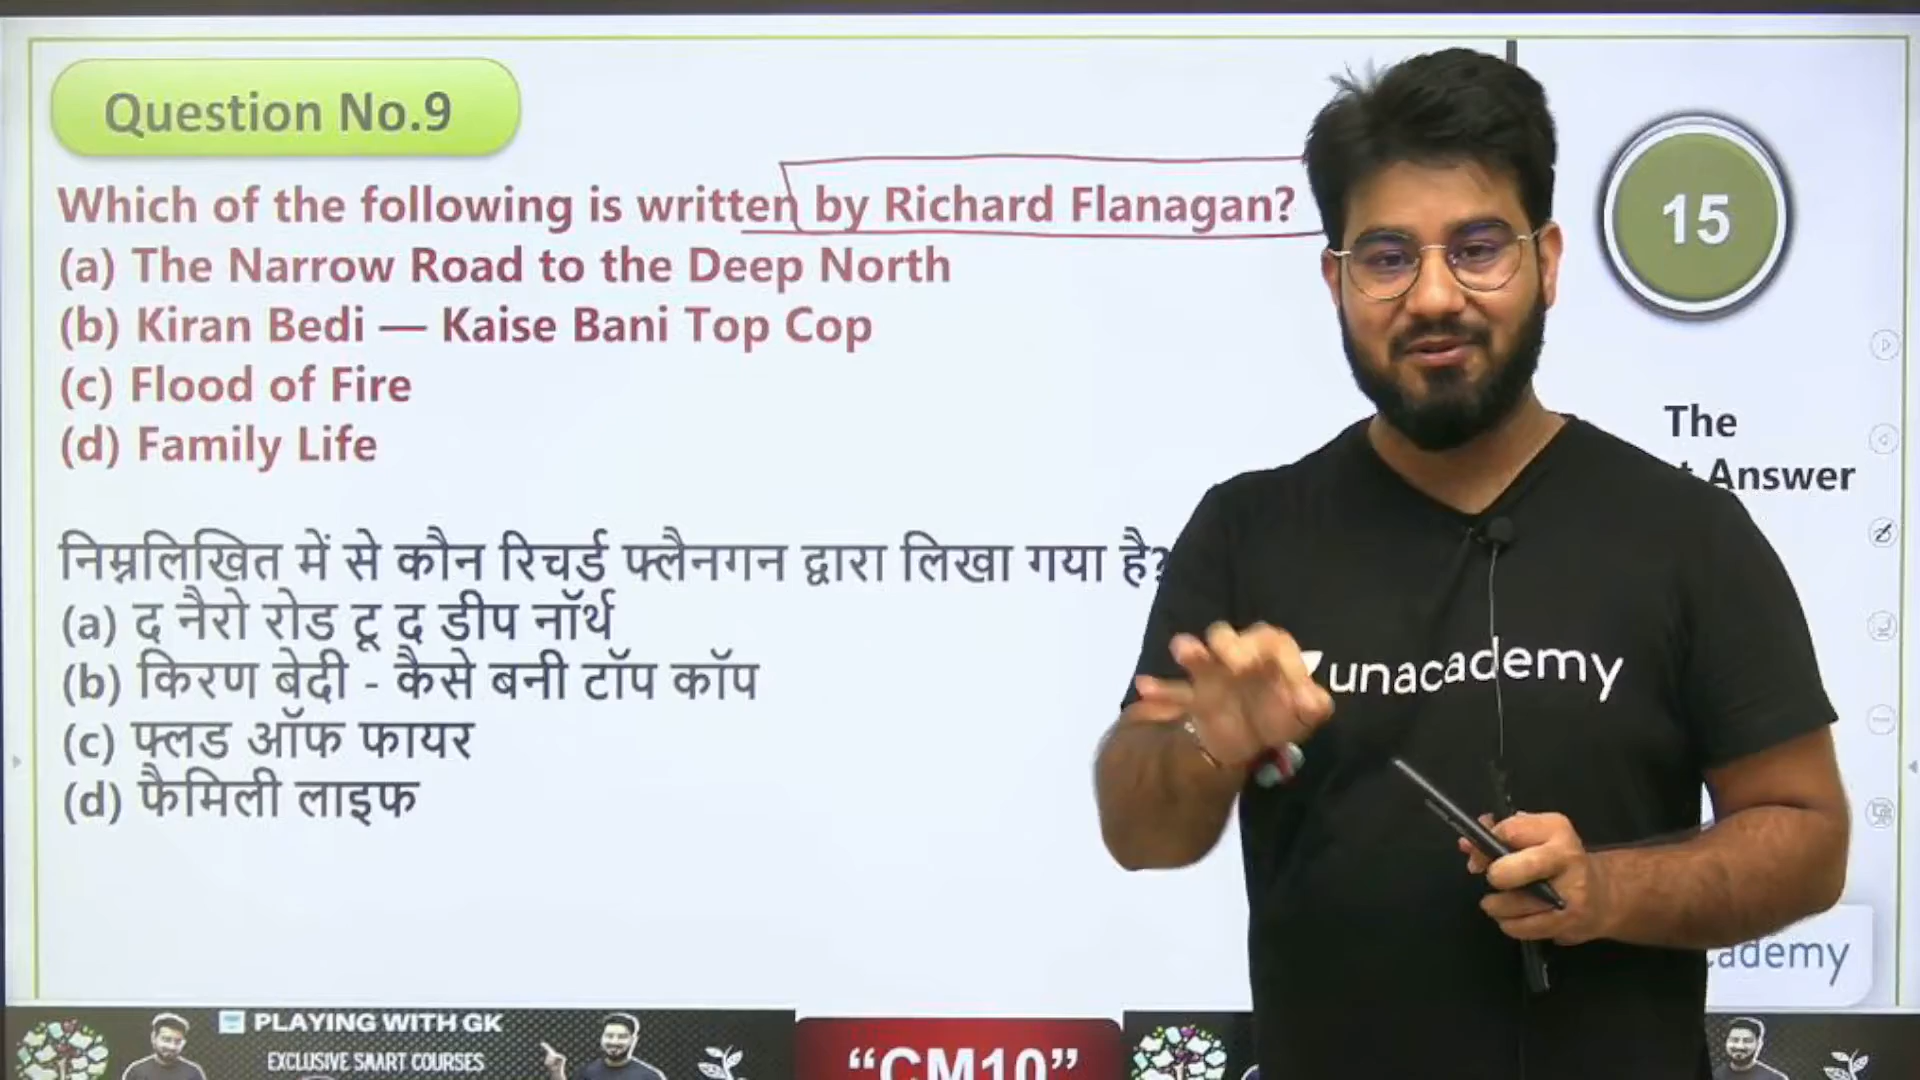 Question No.9
Which of the following is written by Richard Flanagan?
(a) The Narrow Road to the Deep North
(b) Kiran Bedi — Kaise Bani Top Cop
(c) Flood of Fire
(d) Family Life
निम्नलिखित में से कौन रिचर्ड फ्लैनगन द्वारा लिखा गया है?
(a) द नैरो रोड टू द डीप नॉर्थ
(b) किरण बेदी - कैसे बनी टॉप कॉप
(c) फ्लड ऑफ फायर
(d) फैमिली लाइफ
15
The
Answer
unacademy
cademy
PLAYING WITH GK
EXCLUSIVE SMART COURSES
“CM10”